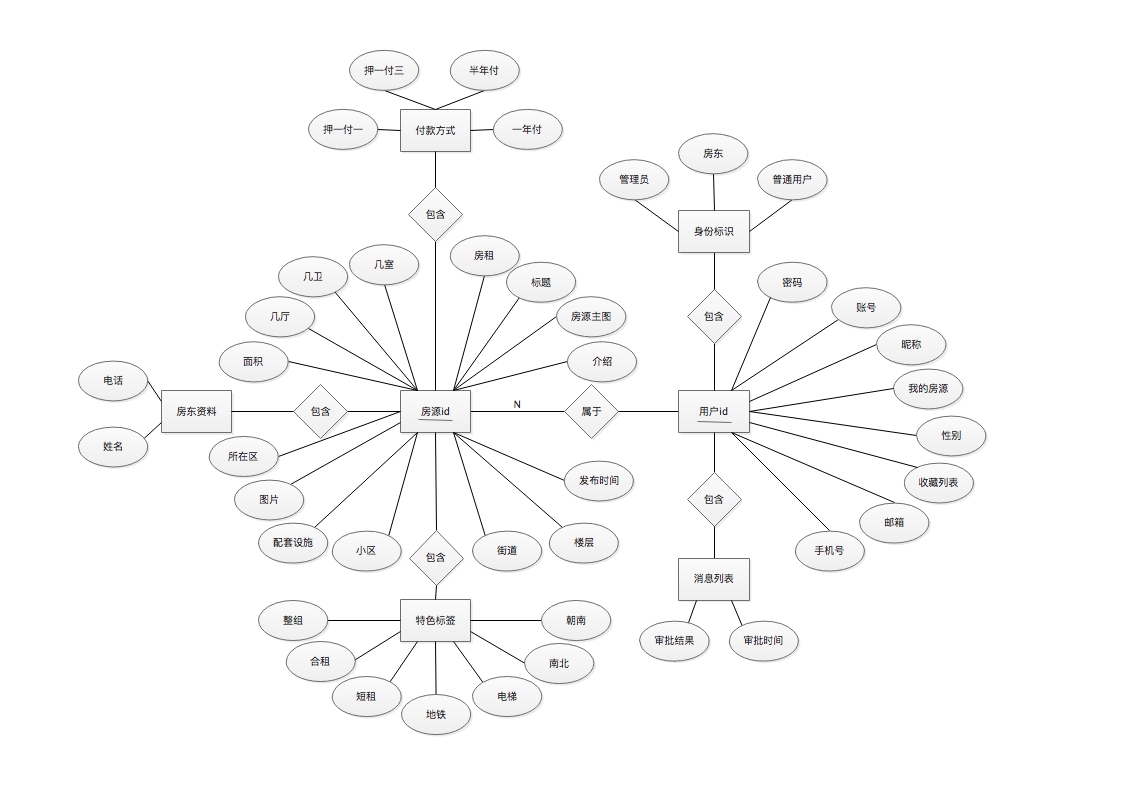 押一付三
半年付
押一付一
付款方式
一年付
房东
管理员
普通用户
包含
身份标识
房租
几室
几卫
标题
密码
账号
几厅
房源主图
包含
昵称
面积
介绍
电话
我的房源
N
房东资料
包含
房源id
属于
用户id
性别
姓名
所在区
发布时间
收藏列表
图片
包含
邮箱
配套设施
小区
街道
楼层
手机号
包含
消息列表
整组
特色标签
朝南
审批结果
审批时间
合租
南北
短租
电梯
地铁